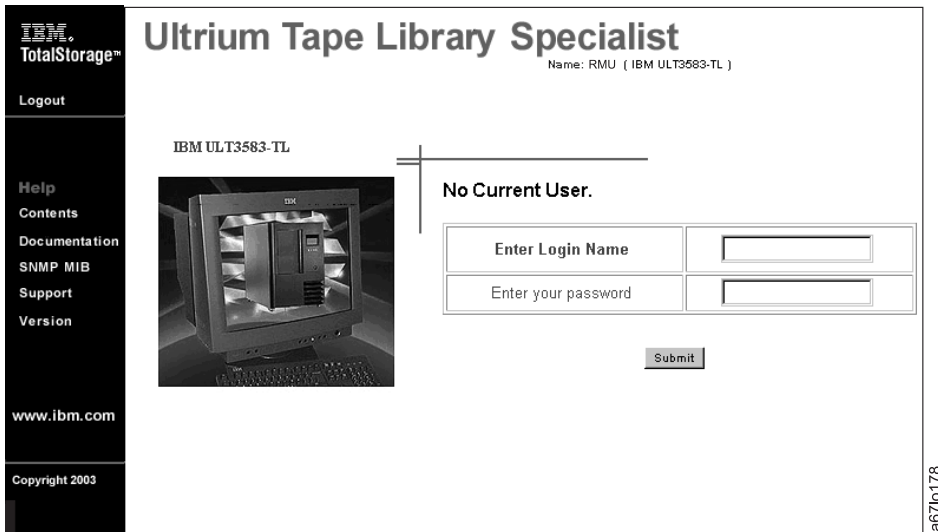 IBM.
TotalStorage™
Logout
Help
Contents
Documentation
SNMP MIB
Support
Version
www.ibm.com
Copyright 2003
Ultrium Tape Library Specialist
Name: RMU ( IBM ULT3583-TL )
IBM ULT3583-TL
IBM
No Current User.
Enter Login Name
Enter your password
Submit
a67lo178